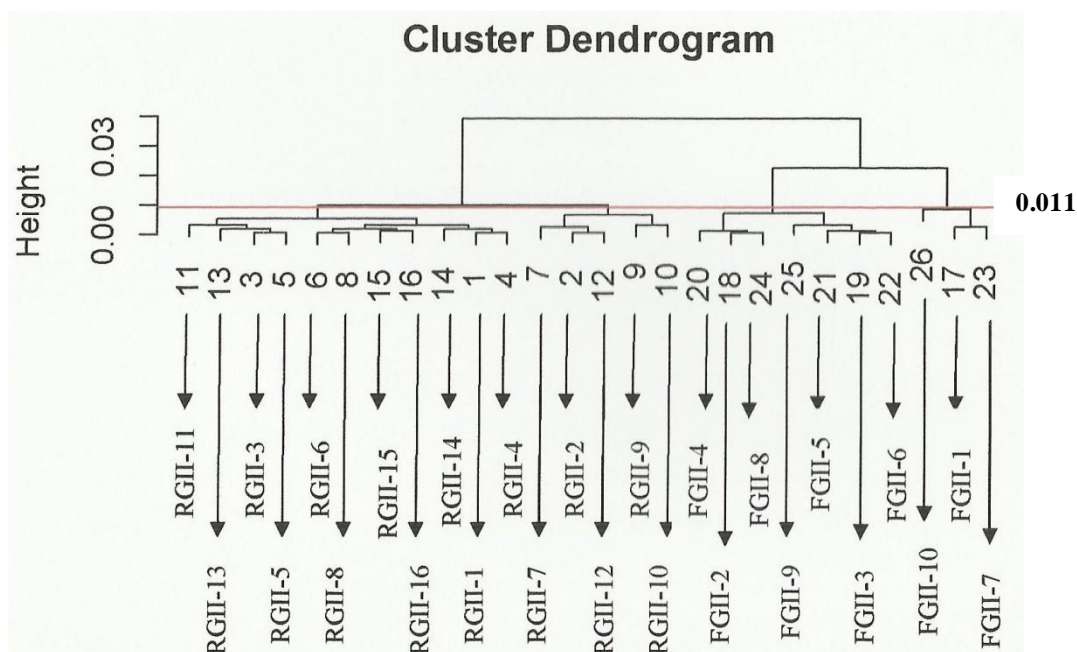 Cluster Dendrogram
Height
0.03
0.00
0.011
11 13 3 5 6 8 15 16 14 1 4 7 2 12 9 10 20 18 24 25 21 19 22 26 17 23
RGII-11 RGII-3 RGII-6 RGII-15 RGII-14 RGII-4 RGII-2 RGII-9 FGII-4 FGII-8 FGII-5 FGII-6 FGII-1
RGII-13 RGII-5 RGII-8 RGII-16 RGII-1 RGII-7 RGII-12 RGII-10 FGII-2 FGII-9 FGII-3 FGII-10 FGII-7